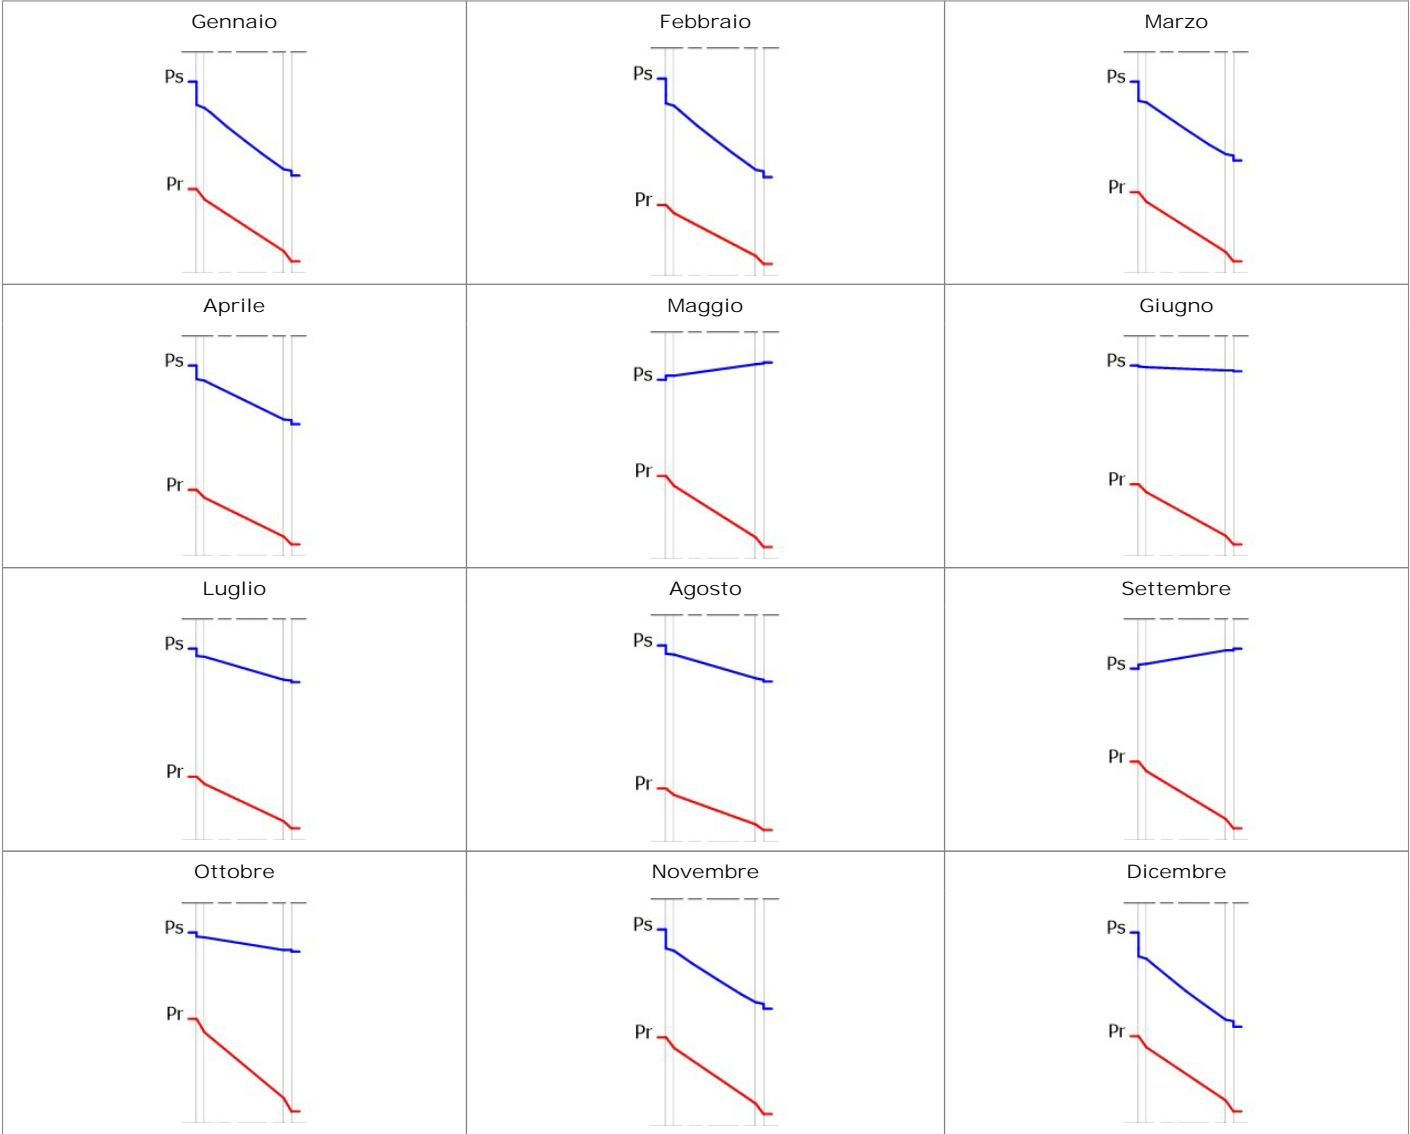 Gennaio
Febbraio
Marzo
Ps
Pr
Ps
Pr
Ps
Pr
Aprile
Maggio
Giugno
Ps
Pr
Ps
Pr
Ps
Pr
Luglio
Agosto
Settembre
Ps
Pr
Ps
Pr
Ps
Pr
Ottobre
Novembre
Dicembre
Ps
Pr
Ps
Pr
Ps
Pr